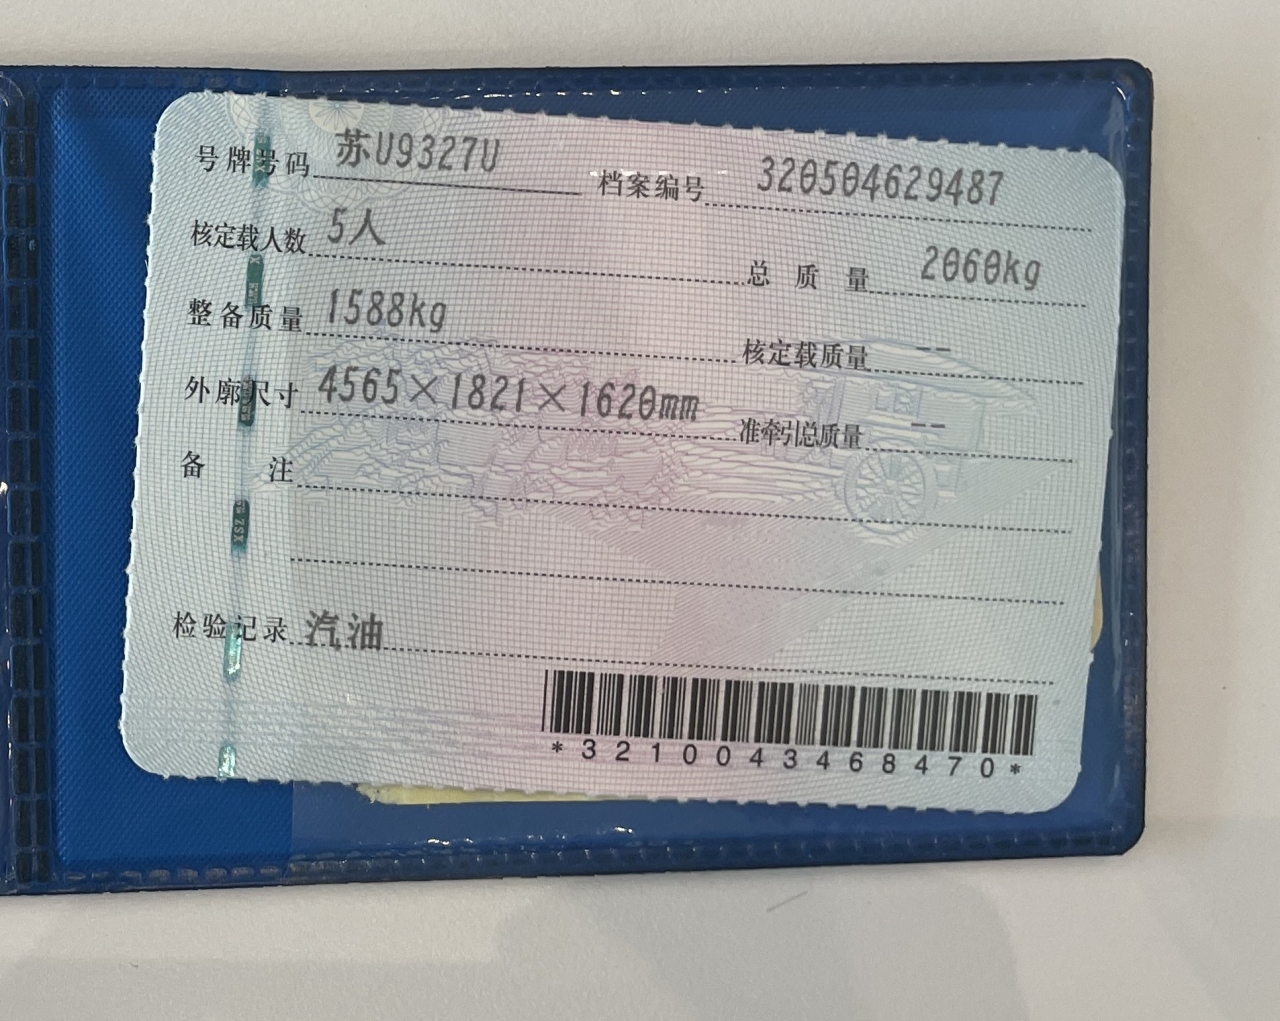 号牌号码 苏U9327U 档案编号 320504629487
核定载人数 5人 总质量 2060kg
整备质量 1588kg 核定载质量 --
外廓尺寸 4565×1821×1620mm 准牵引总质量 --
备注
检验记录 汽油
*3210043468470*
XSZ